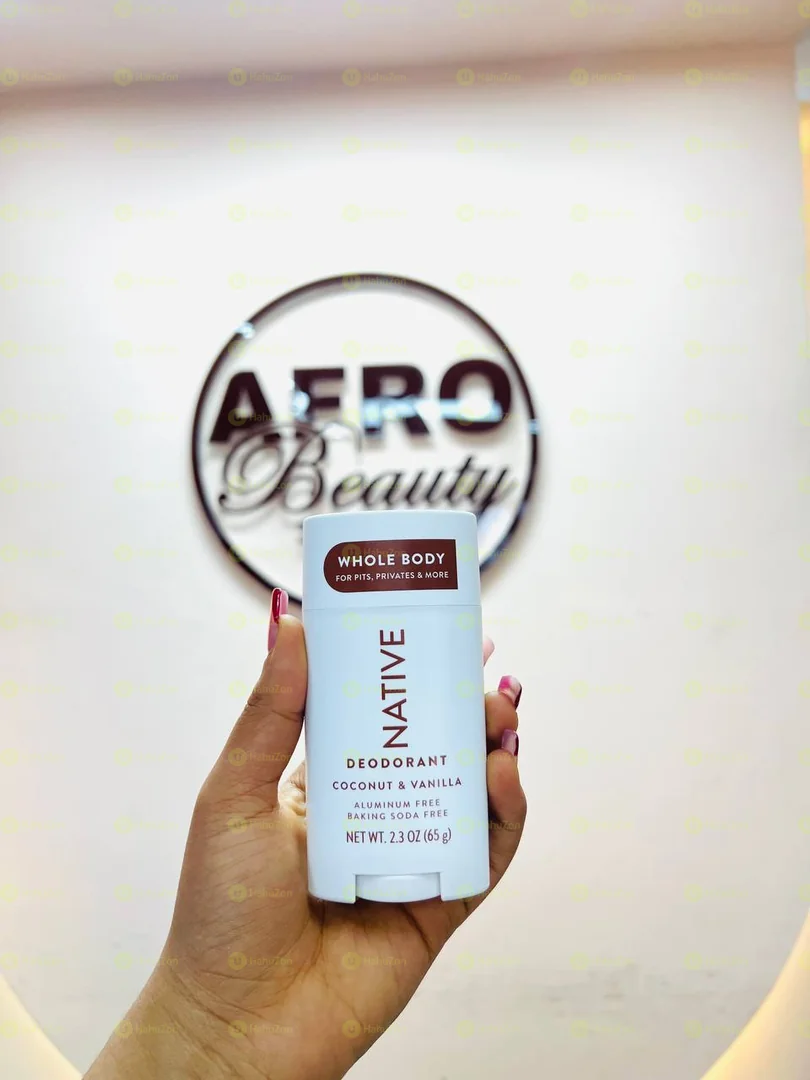 AFRO
Beauty
WHOLE BODY
FOR PITS, PRIVATES & MORE
NATIVE
DEODORANT
COCONUT & VANILLA
ALUMINUM FREE
BAKING SODA FREE
NET WT. 2.3 OZ (65 g)
HahuZon